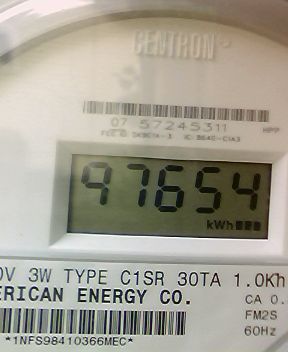 CENTRON
07 57245311 HPP
97654
kWh
0V 3W TYPE C1SR 30TA 1.0Kh
ERICAN ENERGY CO. CA 0.
FM2S
*1NFS98410366MEC* 60Hz